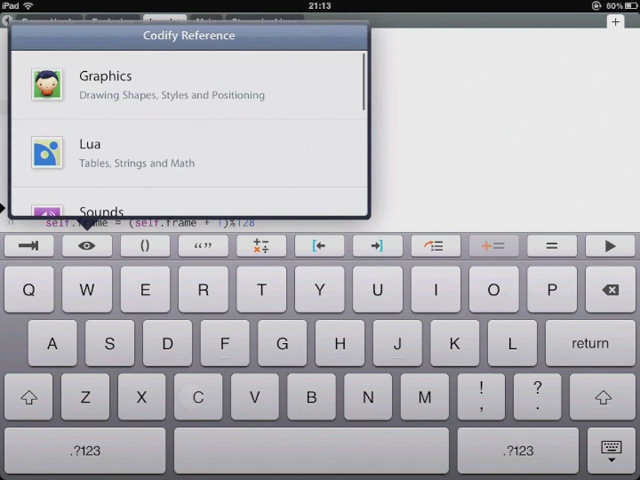 iPad
21:13
60%
+
Codify Reference
Graphics
Drawing Shapes, Styles and Positioning
Lua
Tables, Strings and Math
Sounds
self.frame = (self.frame + 1)%128
() “” = 
Q W E R T Y U I O P
A S D F G H J K L return
Z X C V B N M ! , ? .
.?123 .?123